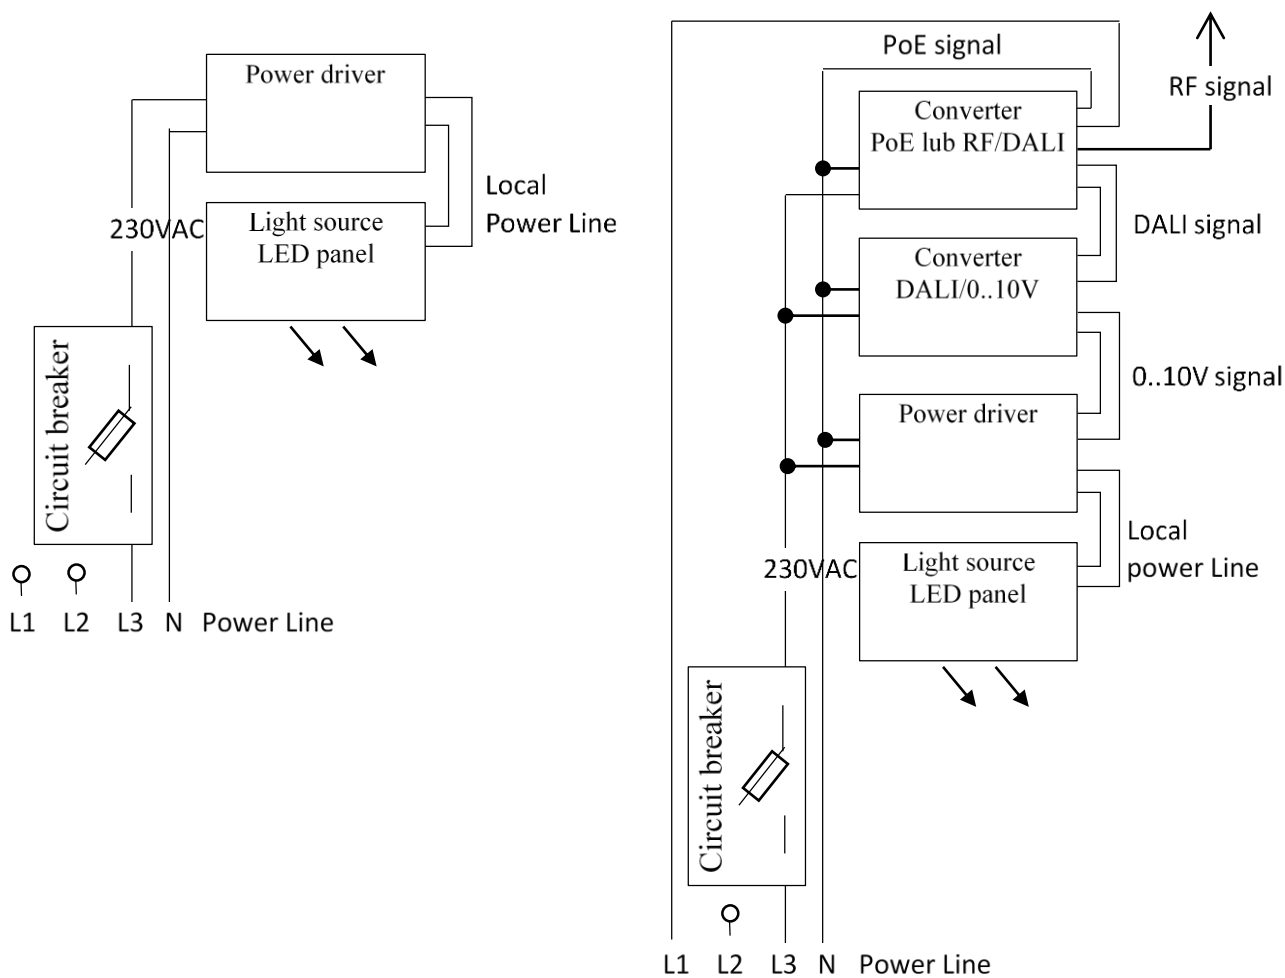 Power driver
Local
Power Line
230VAC
Light source
LED panel
Circuit breaker
L1 L2 L3 N Power Line
PoE signal
RF signal
Converter
PoE lub RF/DALI
DALI signal
Converter
DALI/0..10V
0..10V signal
Power driver
Local
power Line
230VAC
Light source
LED panel
Circuit breaker
L1 L2 L3 N Power Line